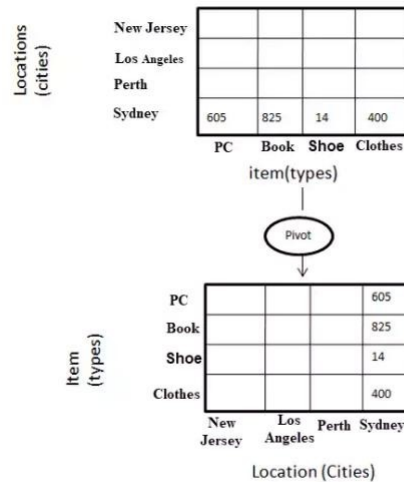 Locations
(cities)
New Jersey
Los Angeles
Perth
Sydney 605 825 14 400
PC Book Shoe Clothes
item(types)
Pivot
Item
(types)
PC 605
Book 825
Shoe 14
Clothes 400
New Los Perth Sydney
Jersey Angeles
Location (Cities)